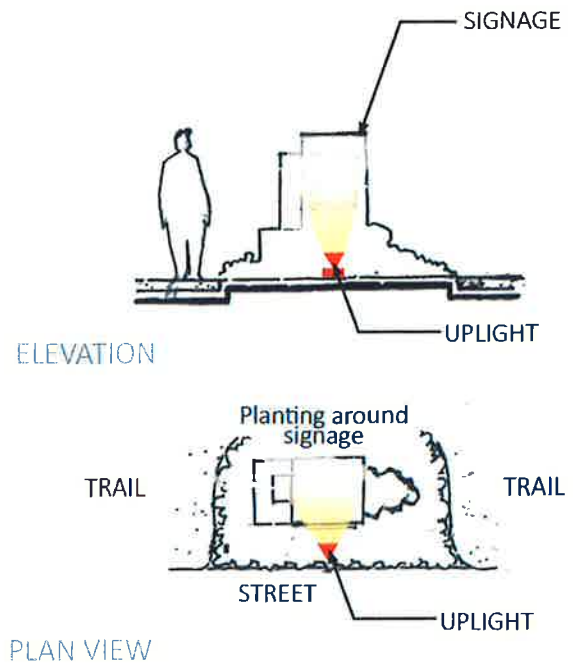 SIGNAGE
UPLIGHT
ELEVATION
Planting around
signage
TRAIL
TRAIL
STREET
UPLIGHT
PLAN VIEW